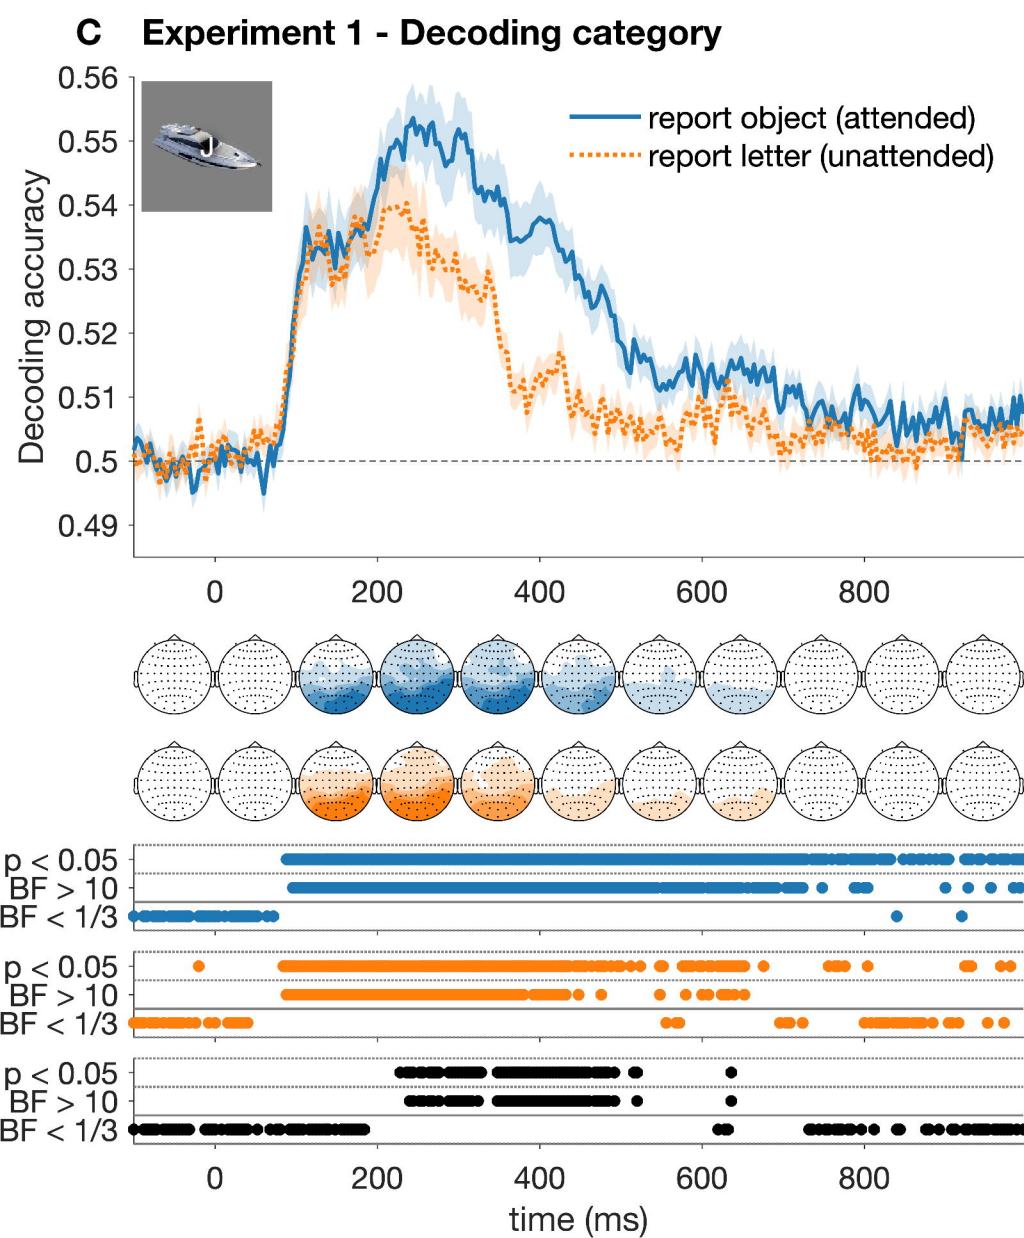 C Experiment 1 - Decoding category
0.56
0.55
0.54
0.53
0.52
0.51
0.5
0.49
Decoding accuracy
J
report object (attended)
report letter (unattended)
0 200 400 600 800
p < 0.05
BF > 10
BF < 1/3
p < 0.05
BF > 10
BF < 1/3
p < 0.05
BF > 10
BF < 1/3
0 200 400 600 800
time (ms)